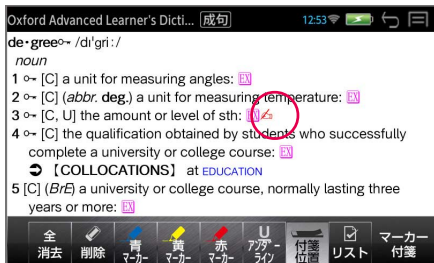 Oxford Advanced Learner's Dicti... 成句 12:53
de・gree /dɪˈɡriː/
noun
1 [C] a unit for measuring angles: EX
2 [C] (abbr. deg.) a unit for measuring temperature: EX
3 [C, U] the amount or level of sth: EX
4 [C] the qualification obtained by students who successfully
complete a university or college course: EX
➲ 【COLLOCATIONS】 at EDUCATION
5 [C] (BrE) a university or college course, normally lasting three
years or more: EX
全消去 削除 青マーカー 黄マーカー 赤マーカー U アンダーライン 付箋位置 リスト マーカー付箋